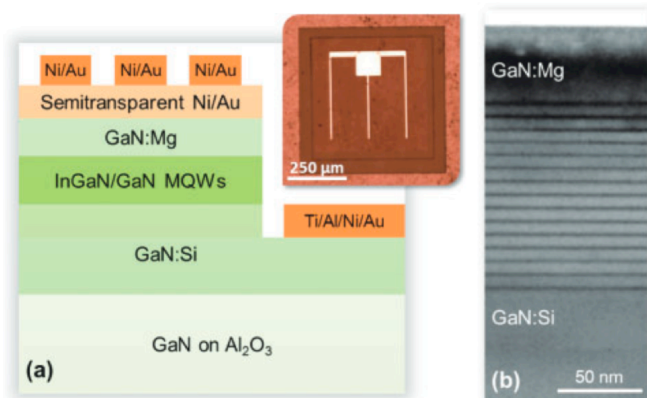 Ni/Au Ni/Au Ni/Au
Semitransparent Ni/Au
GaN:Mg
InGaN/GaN MQWs
Ti/Al/Ni/Au
GaN:Si
GaN on Al₂O₃
(a)
250 µm
GaN:Mg
GaN:Si
(b)
50 nm